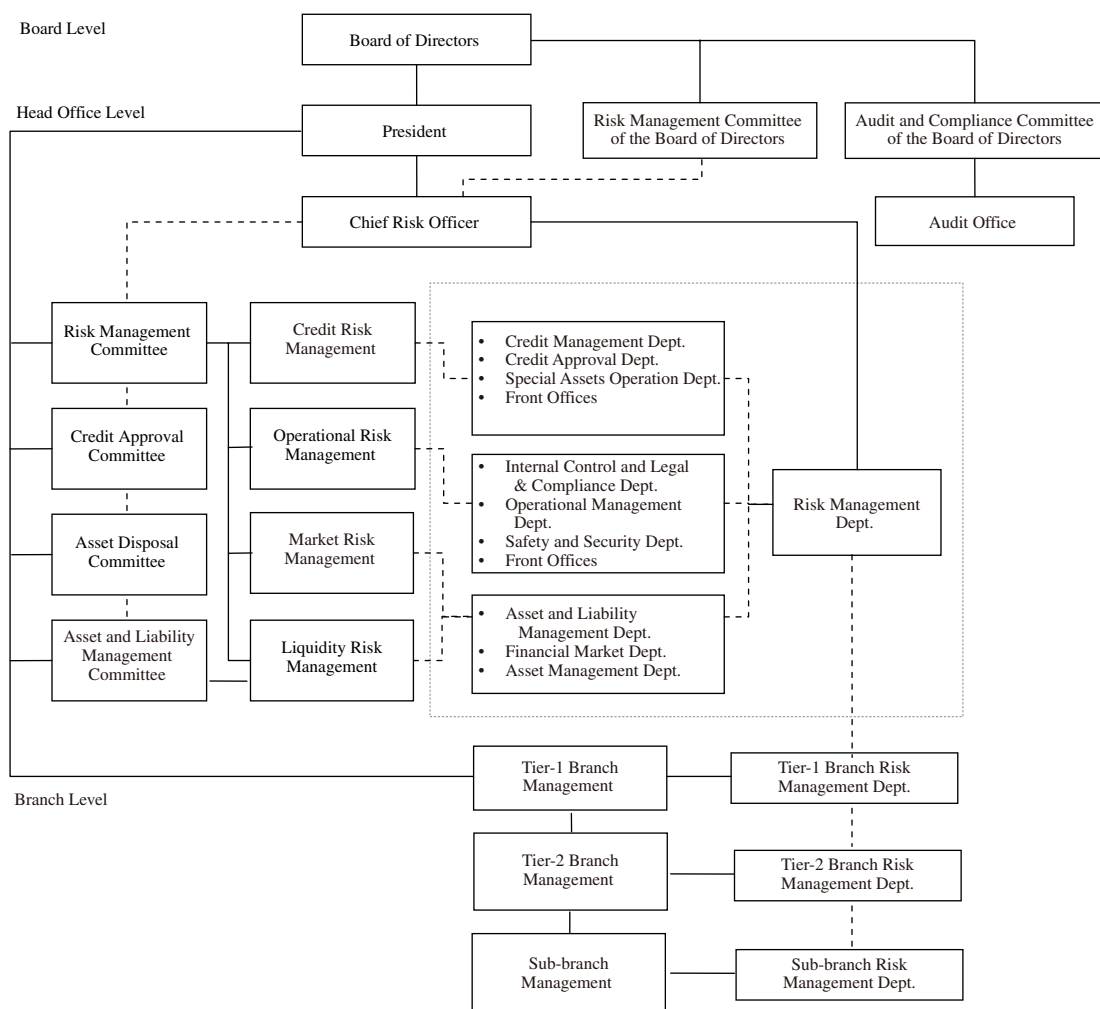 Board Level
Board of Directors
Head Office Level
President
Risk Management Committee
of the Board of Directors
Audit and Compliance Committee
of the Board of Directors
Chief Risk Officer
Audit Office
Risk Management
Committee
Credit Risk
Management
• Credit Management Dept.
• Credit Approval Dept.
• Special Assets Operation Dept.
• Front Offices
Credit Approval
Committee
Operational Risk
Management
• Internal Control and Legal
& Compliance Dept.
• Operational Management
Dept.
• Safety and Security Dept.
• Front Offices
Risk Management
Dept.
Asset Disposal
Committee
Market Risk
Management
Asset and Liability
Management
Committee
Liquidity Risk
Management
• Asset and Liability
Management Dept.
• Financial Market Dept.
• Asset Management Dept.
Branch Level
Tier-1 Branch
Management
Tier-1 Branch Risk
Management Dept.
Tier-2 Branch
Management
Tier-2 Branch Risk
Management Dept.
Sub-branch
Management
Sub-branch Risk
Management Dept.